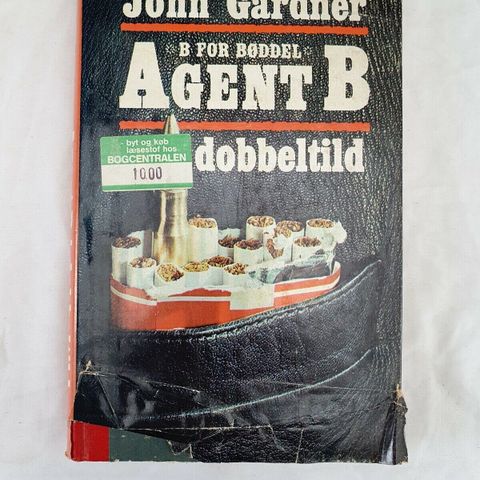 John Gardner
B FOR BØDDEL
AGENT B
dobbeltild
- byt og køb
læsestof hos
BOGCENTRALEN
1000